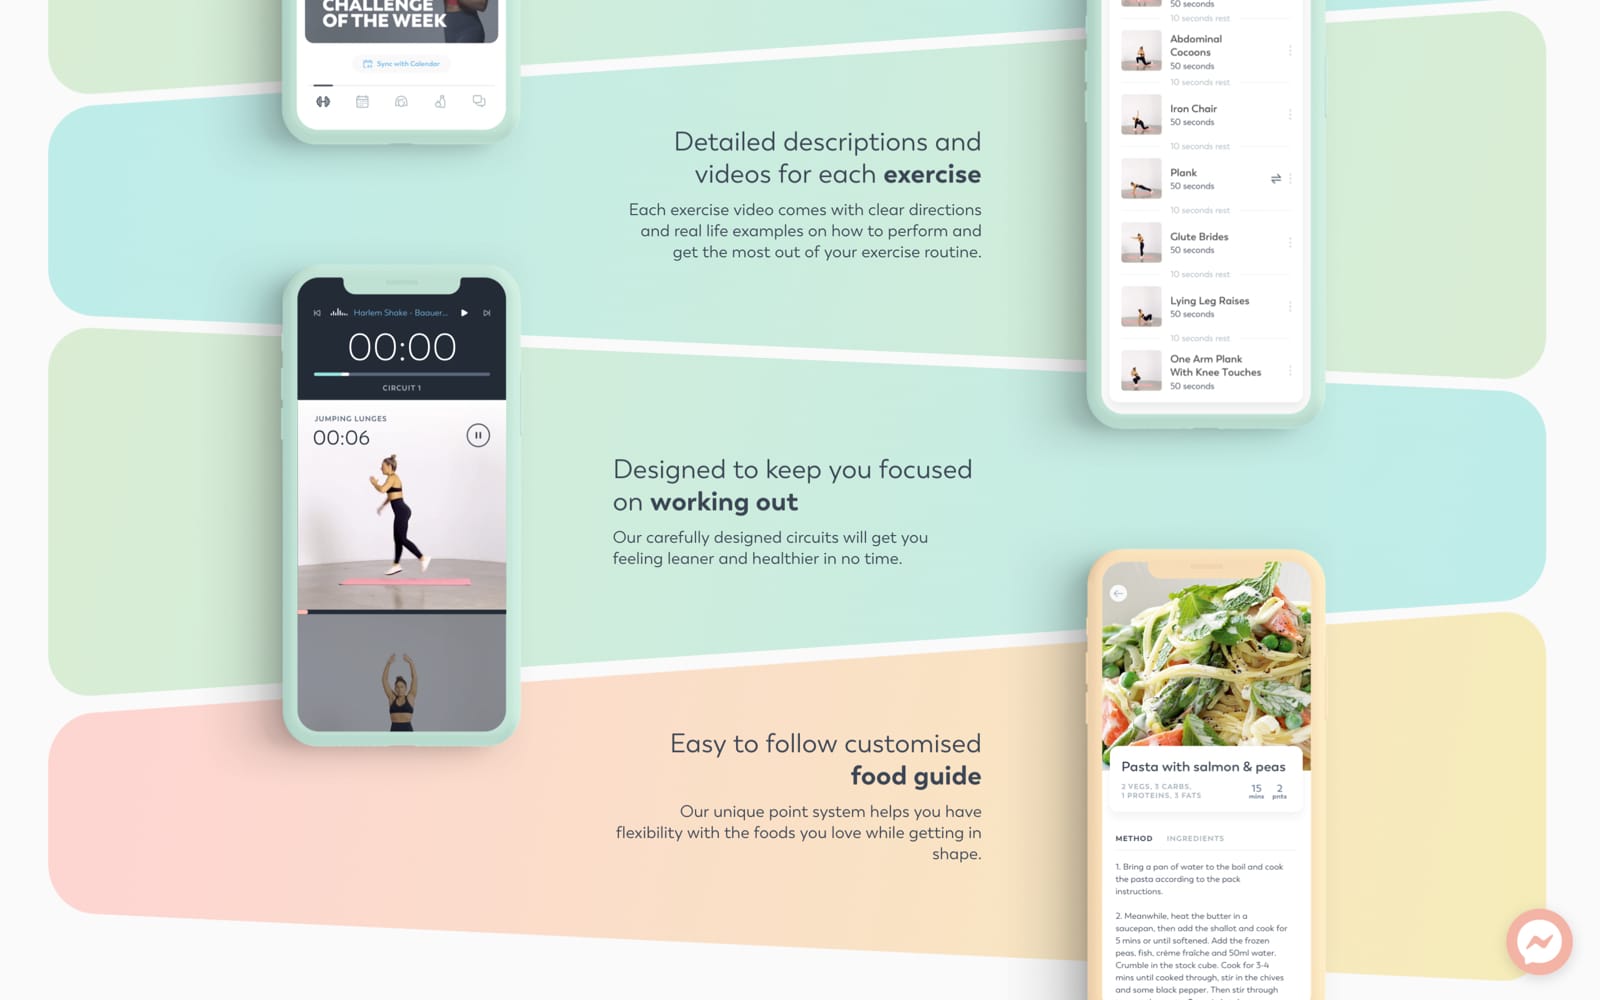 CHALLENGE
OF THE WEEK
Sync with Calendar
50 seconds
10 seconds rest
Abdominal
Cocoons
50 seconds
10 seconds rest
Iron Chair
50 seconds
10 seconds rest
Plank
50 seconds
10 seconds rest
Glute Brides
50 seconds
10 seconds rest
Lying Leg Raises
50 seconds
10 seconds rest
One Arm Plank
With Knee Touches
50 seconds
Detailed descriptions and
videos for each exercise
Each exercise video comes with clear directions
and real life examples on how to perform and
get the most out of your exercise routine.
Harlem Shake - Baauer...
00:00
CIRCUIT 1
JUMPING LUNGES
00:06
Designed to keep you focused
on working out
Our carefully designed circuits will get you
feeling leaner and healthier in no time.
Easy to follow customised
food guide
Our unique point system helps you have
flexibility with the foods you love while getting in
shape.
Pasta with salmon & peas
2 VEGS, 3 CARBS,
1 PROTEINS, 3 FATS
15 2
mins pnts
METHOD INGREDIENTS
1. Bring a pan of water to the boil and cook
the pasta according to the pack
instructions.
2. Meanwhile, heat the butter in a
saucepan, then add the shallot and cook for
5 mins or until softened. Add the frozen
peas, fish, crème fraîche and 50ml water.
Crumble in the stock cube. Cook for 3-4
mins until cooked through, stir in the chives
and some black pepper. Then stir through